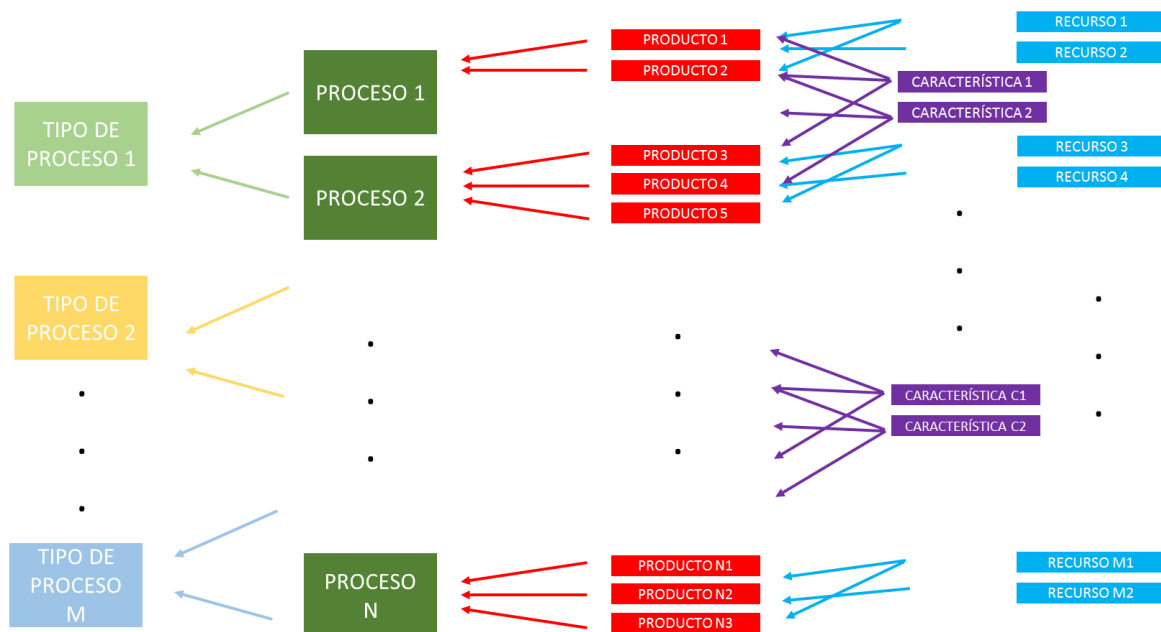 TIPO DE
PROCESO 1
TIPO DE
PROCESO 2
TIPO DE
PROCESO
M
PROCESO 1
PROCESO 2
PROCESO
N
PRODUCTO 1
PRODUCTO 2
PRODUCTO 3
PRODUCTO 4
PRODUCTO 5
PRODUCTO N1
PRODUCTO N2
PRODUCTO N3
CARACTERÍSTICA 1
CARACTERÍSTICA 2
CARACTERÍSTICA C1
CARACTERÍSTICA C2
RECURSO 1
RECURSO 2
RECURSO 3
RECURSO 4
RECURSO M1
RECURSO M2